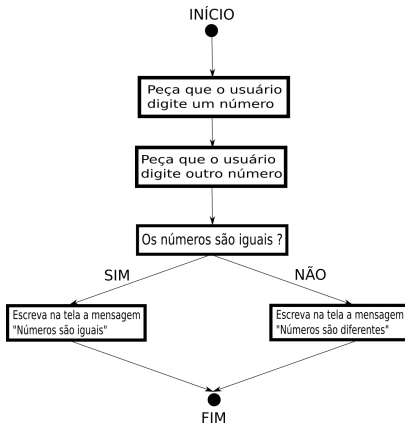 INÍCIO
Peça que o usuário
digite um número
Peça que o usuário
digite outro número
Os números são iguais ?
SIM
NÃO
Escreva na tela a mensagem
"Números são iguais"
Escreva na tela a mensagem
"Números são diferentes"
FIM